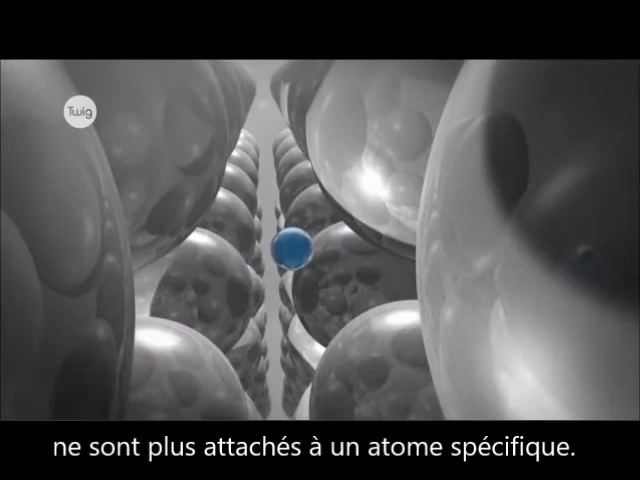 Twig
ne sont plus attachés à un atome spécifique.